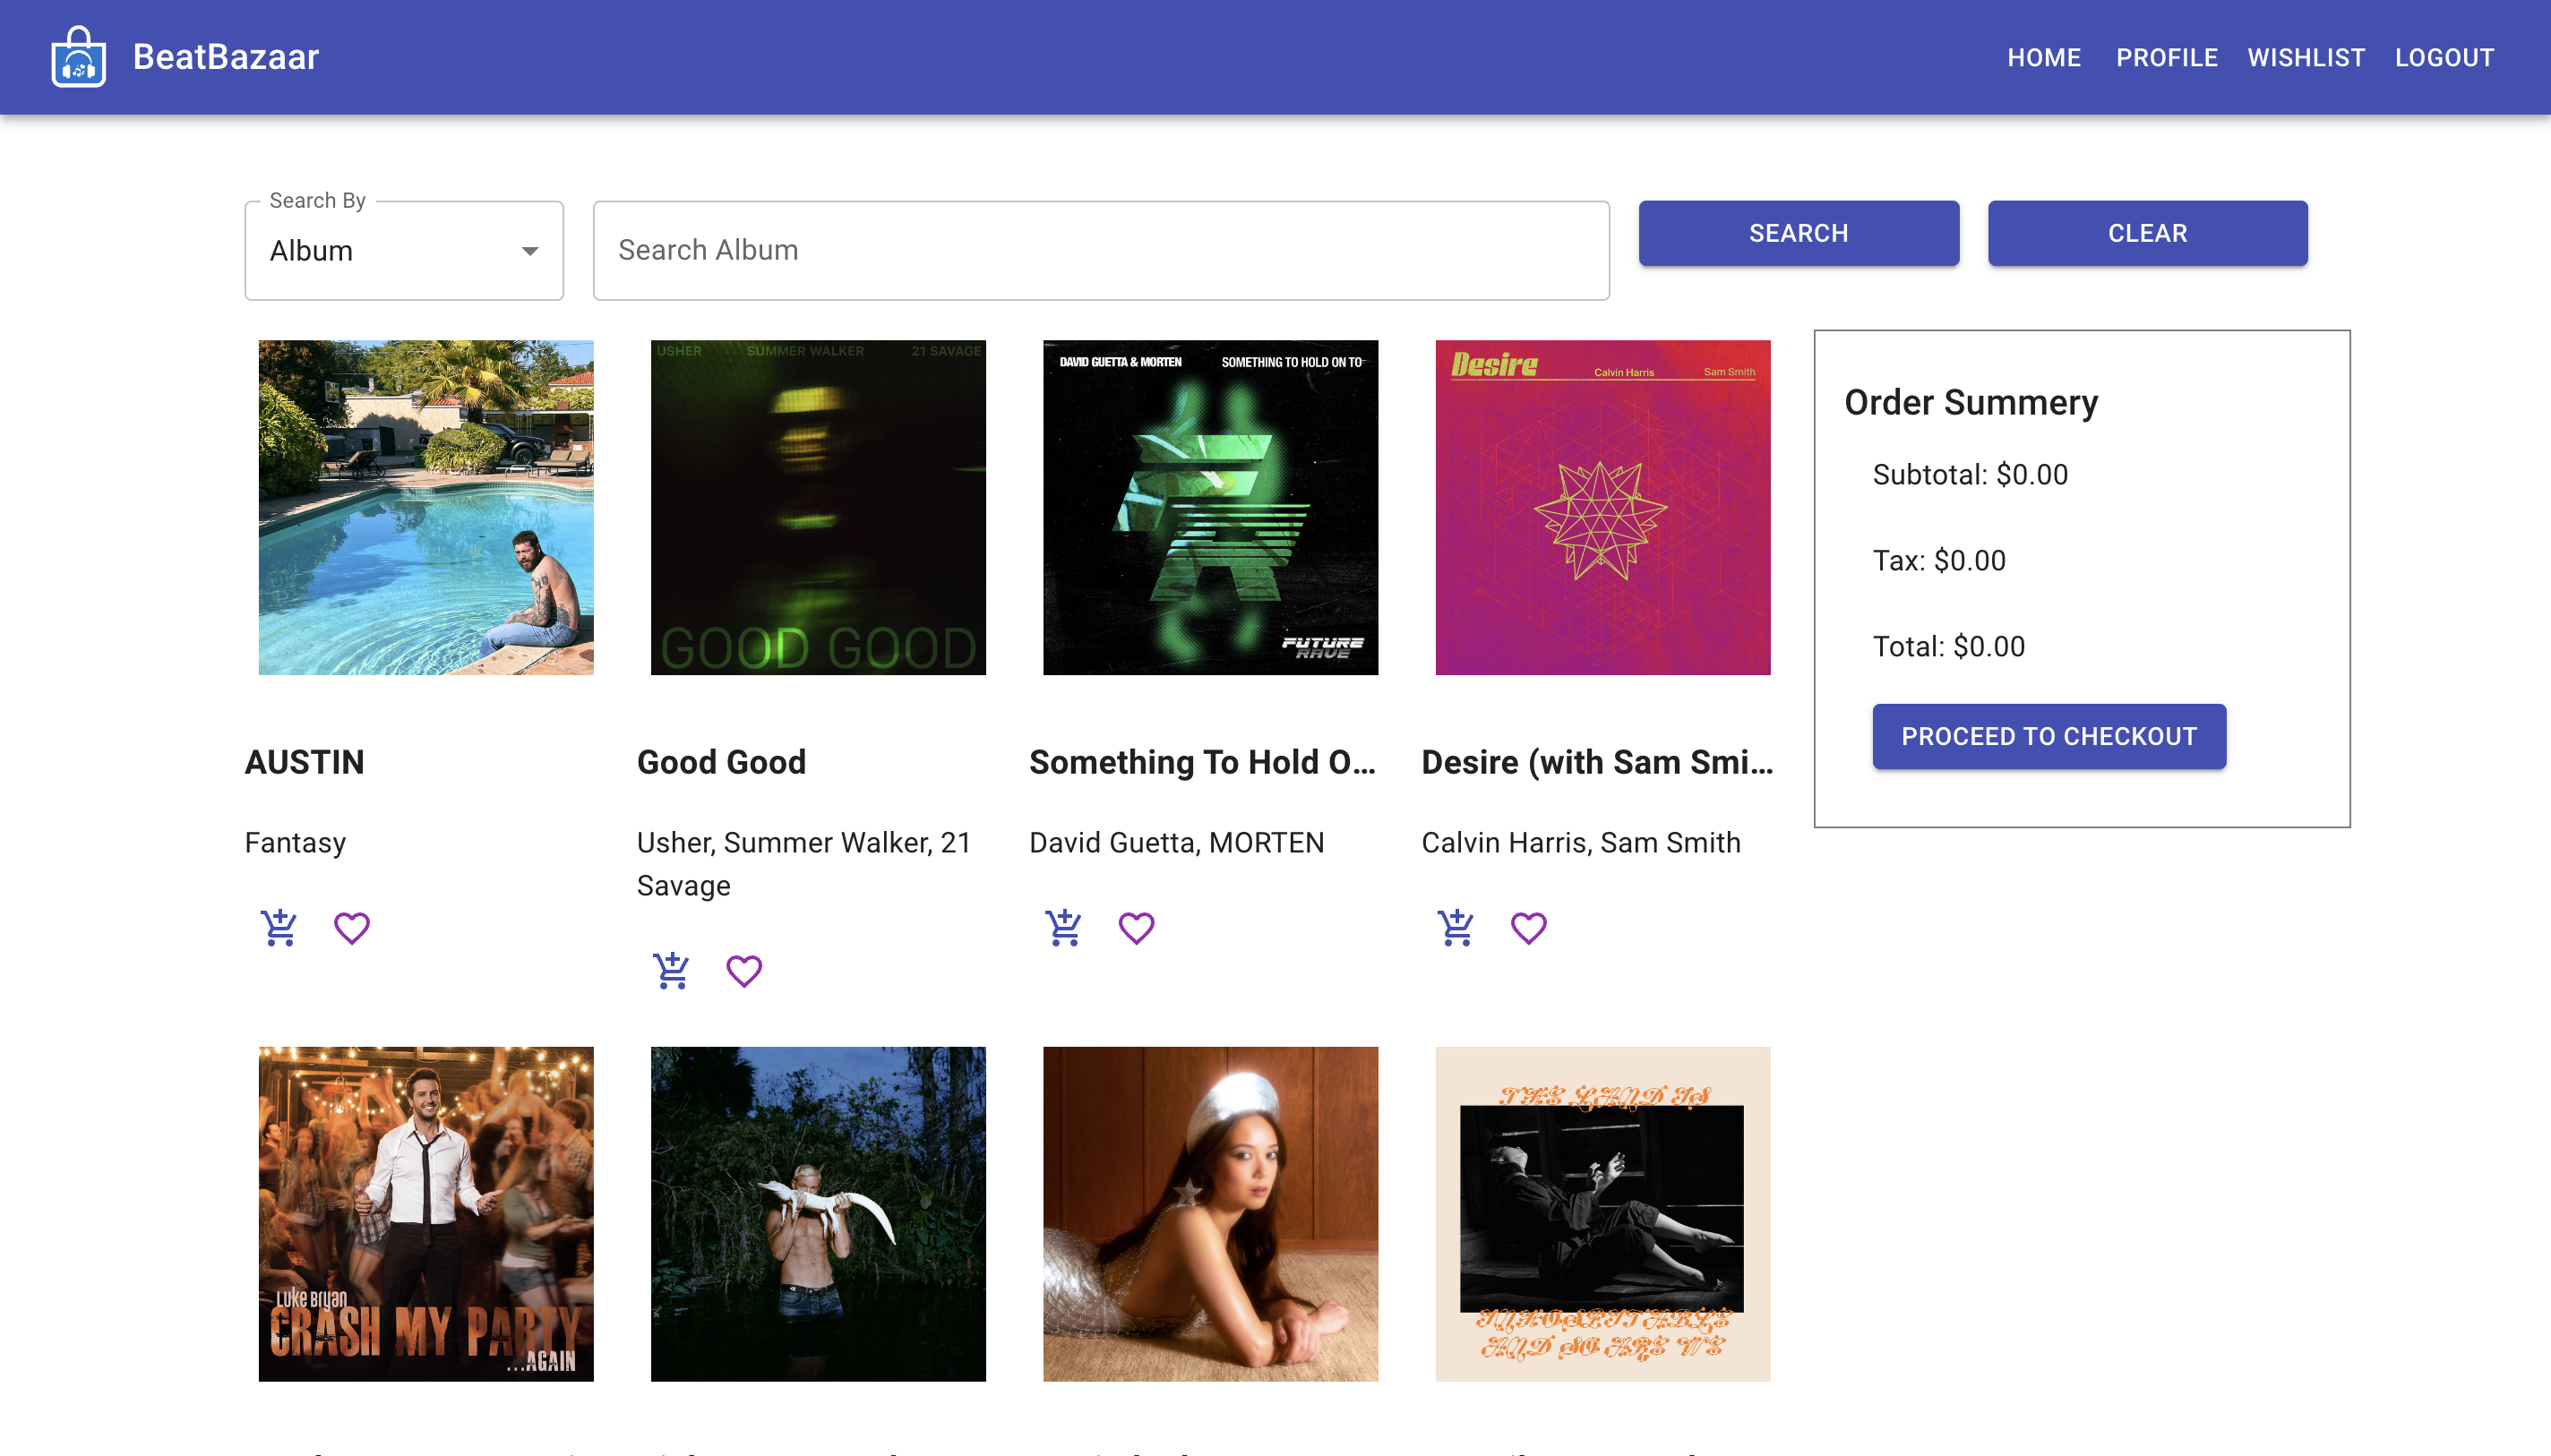 BeatBazaar
HOME PROFILE WISHLIST LOGOUT
Search By
Album
Search Album
SEARCH
CLEAR
USHER SUMMER WALKER 21 SAVAGE
GOOD GOOD
DAVID GUETTA & MORTEN SOMETHING TO HOLD ON TO
FUTURE
RAVE
Desire Calvin Harris Sam Smith
AUSTIN
Fantasy
Good Good
Usher, Summer Walker, 21
Savage
Something To Hold O...
David Guetta, MORTEN
Desire (with Sam Smi...
Calvin Harris, Sam Smith
Order Summery
Subtotal: $0.00
Tax: $0.00
Total: $0.00
PROCEED TO CHECKOUT
Luke Bryan
CRASH MY PARTY
...AGAIN
THE LAND IS
INHOSPITABLE
AND SO ARE WE